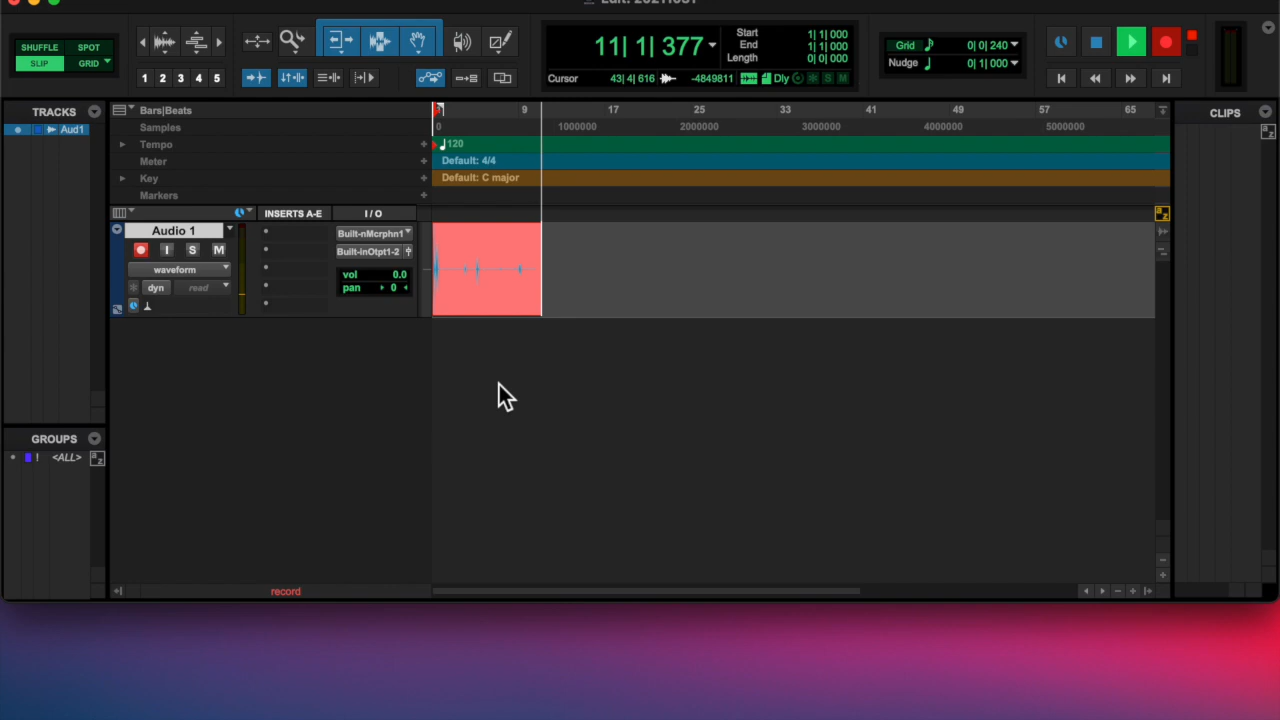 SHUFFLE SPOT
SLIP GRID
1 2 3 4 5
11| 1| 377
Start 1| 1| 000
End 1| 1| 000
Length 0| 0| 000
Cursor 43| 4| 616 -4849811 Dly S M
Grid 0| 0| 240
Nudge 0| 1| 000
TRACKS
Aud1
GROUPS
! <ALL>
a z
Bars|Beats 9 17 25 33 41 49 57 65
Samples 0 1000000 2000000 3000000 4000000 5000000
Tempo 120
Meter Default: 4/4
Key Default: C major
Markers
INSERTS A-E I / O
Audio 1
I S M
waveform
dyn read
Built-nMcrphn1
Built-inOtpt1-2
vol 0.0
pan 0
record
CLIPS
a z
a z